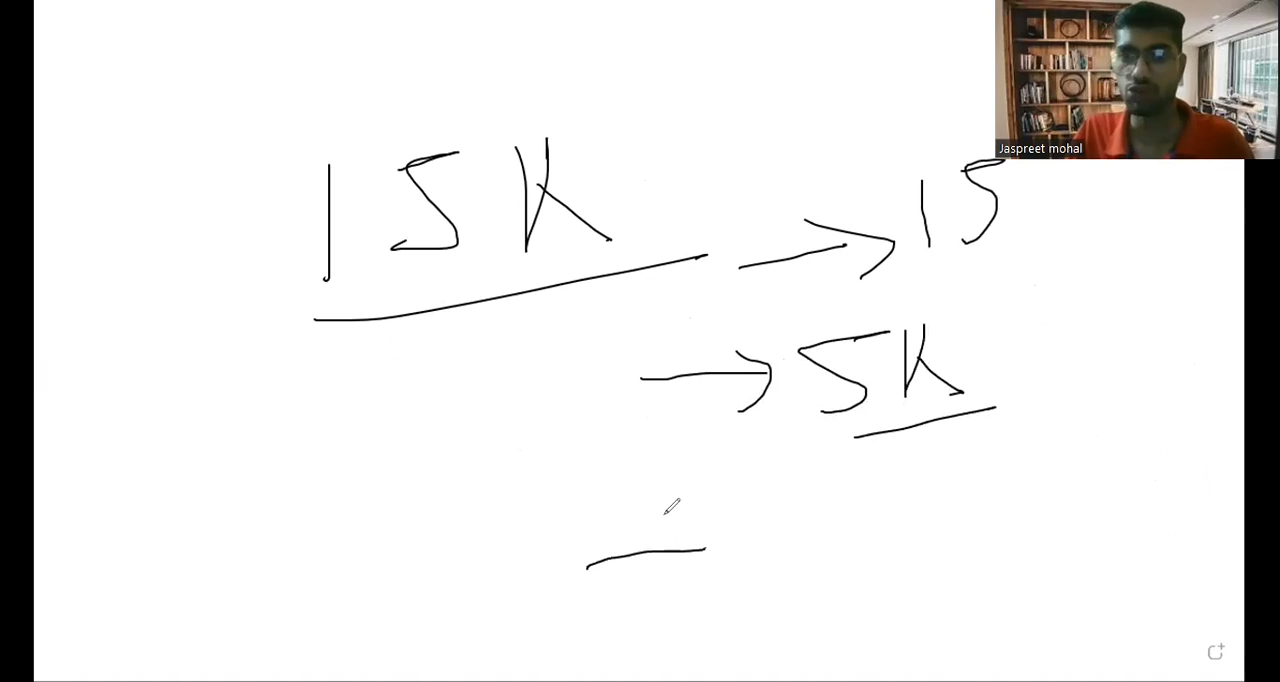 Jaspreet mohal
15K → 15
→ 5K